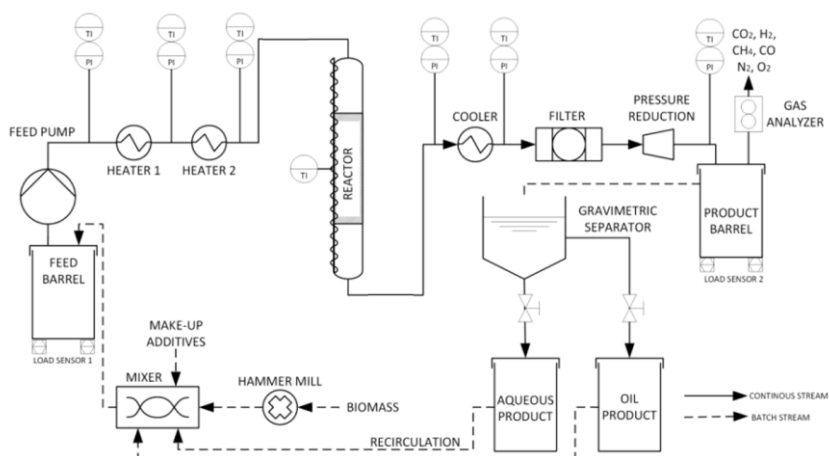 TI
PI
TI
PI
TI
PI
TI
PI
TI
PI
TI
PI
CO₂, H₂,
CH₄, CO
N₂, O₂
FEED PUMP
HEATER 1
HEATER 2
TI
REACTOR
COOLER
FILTER
PRESSURE
REDUCTION
GAS
ANALYZER
GRAVIMETRIC
SEPARATOR
PRODUCT
BARREL
LOAD SENSOR 2
FEED
BARREL
LOAD SENSOR 1
MAKE-UP
ADDITIVES
MIXER
HAMMER MILL
BIOMASS
RECIRCULATION
AQUEOUS
PRODUCT
OIL
PRODUCT
CONTINOUS STREAM
BATCH STREAM